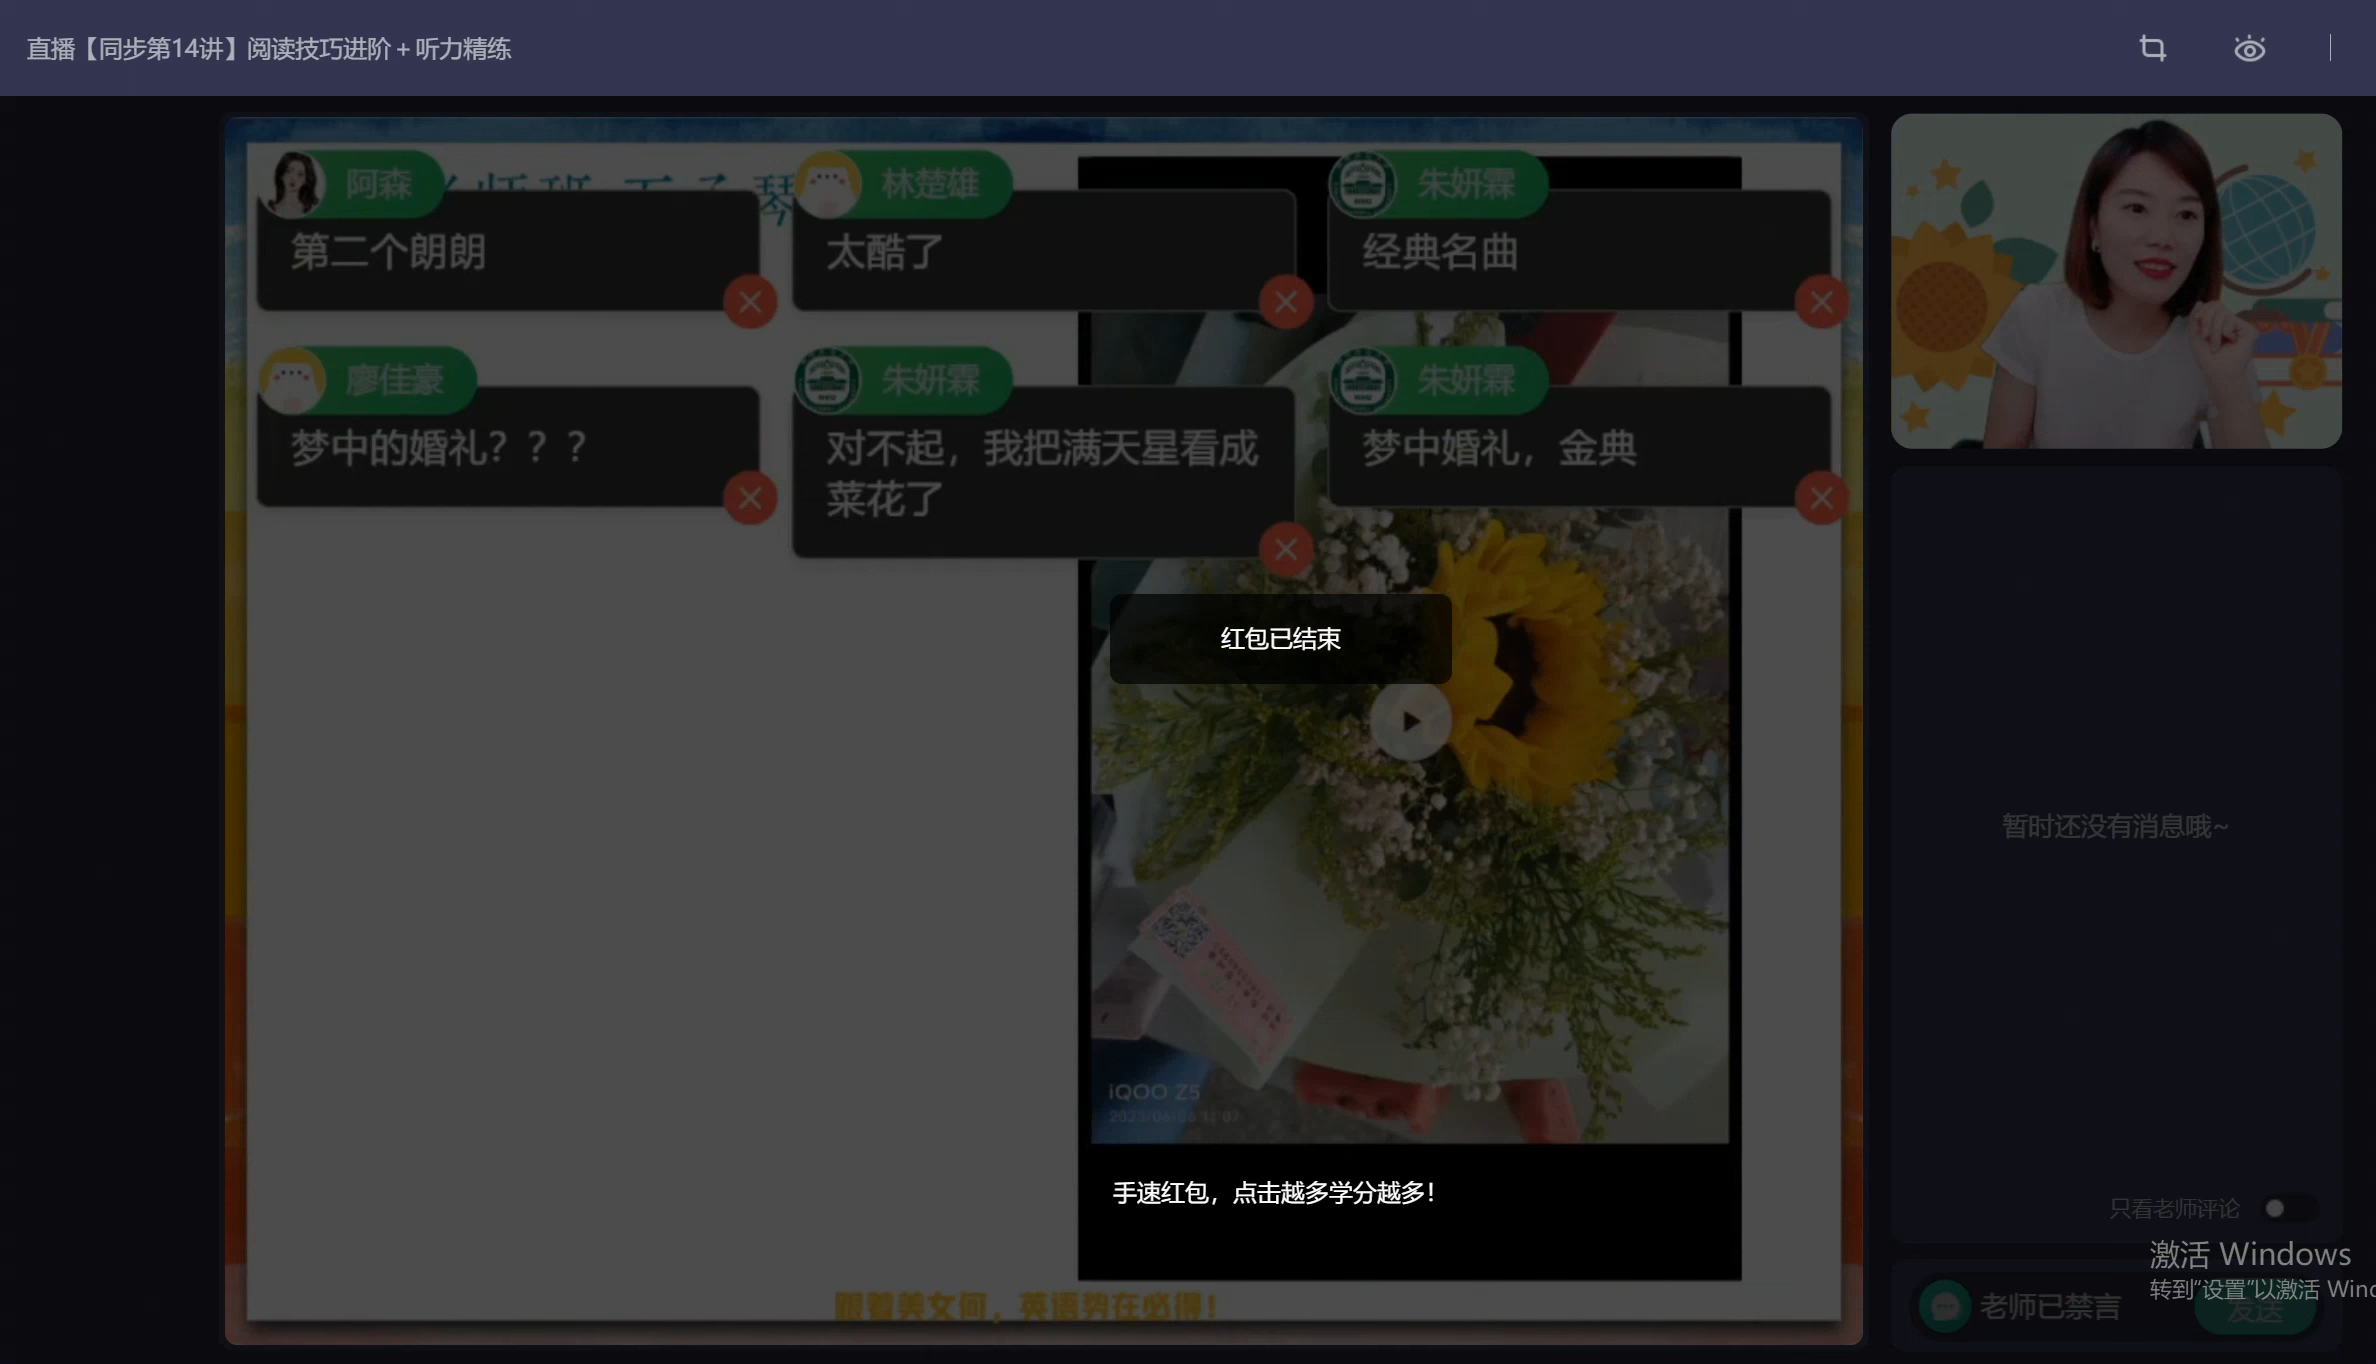 直播【同步第14讲】阅读技巧进阶+听力精练
阿森
第二个朗朗
林楚雄
太酷了
朱妍霖
经典名曲
廖佳豪
梦中的婚礼？？？
朱妍霖
对不起，我把满天星看成
菜花了
朱妍霖
梦中婚礼，金典
红包已结束
暂时还没有消息哦~
iQOO Z5
手速红包，点击越多学分越多！
只看老师评论
激活 Windows
转到"设置"以激活 Winc
老师已禁言
发送
跟着美文何，英语势在必得！